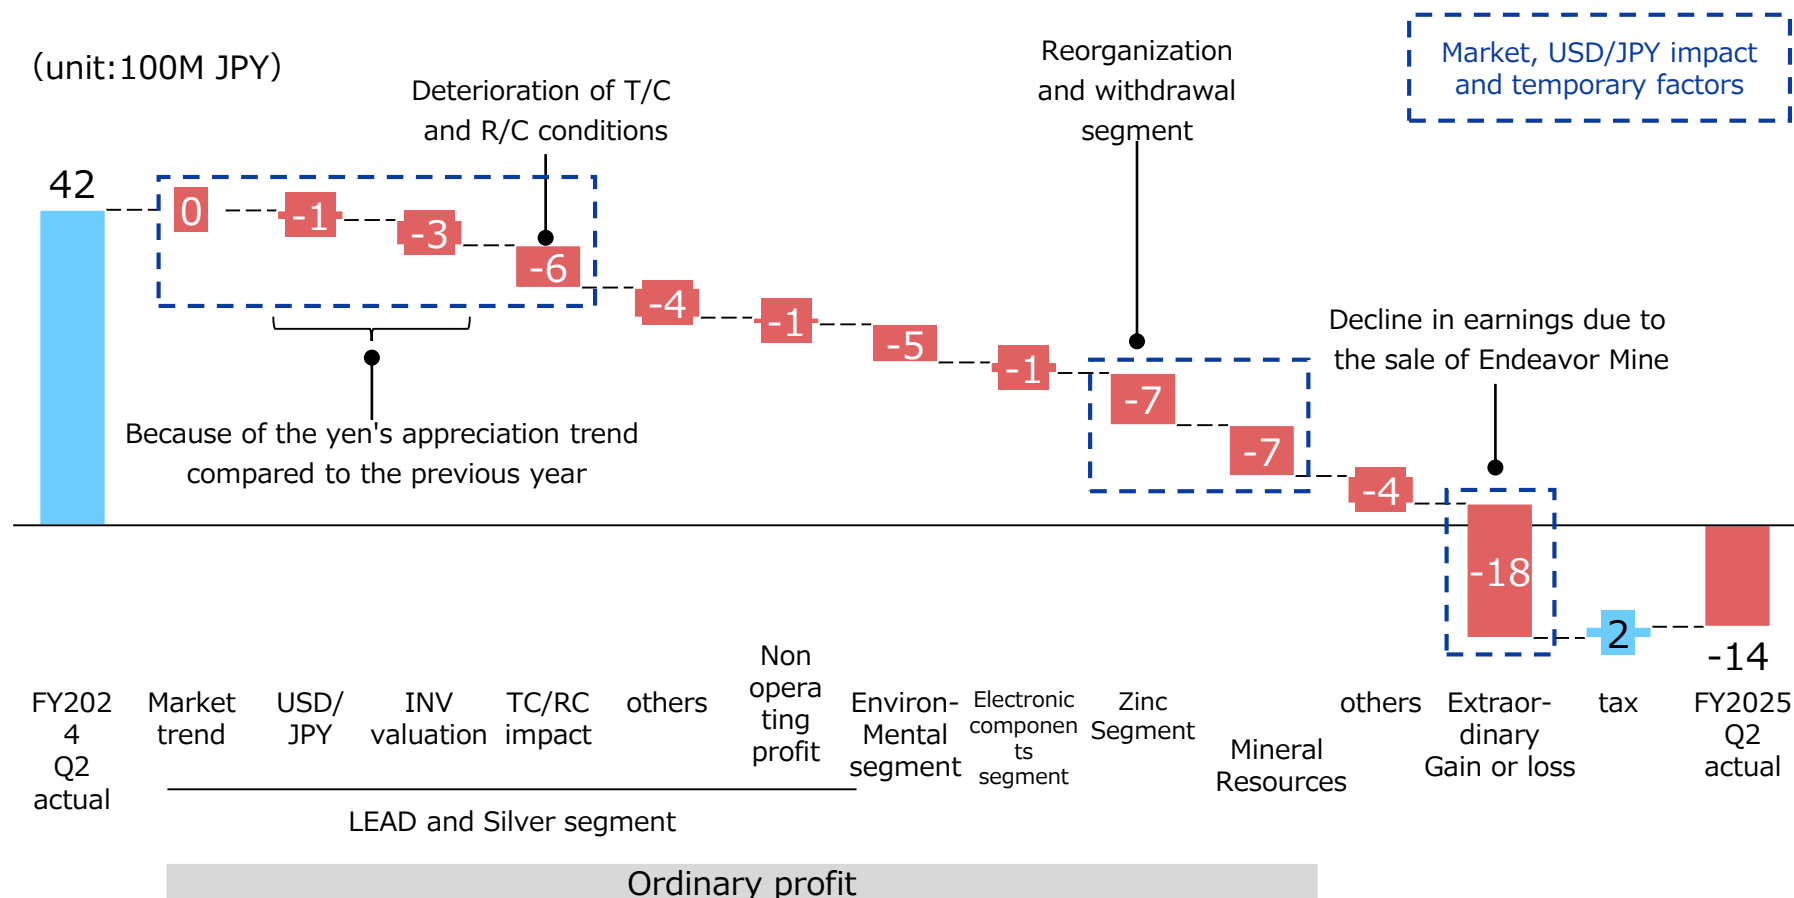 (unit:100M JPY)
Market, USD/JPY impact
and temporary factors
Deterioration of T/C
and R/C conditions
Reorganization
and withdrawal
segment
42
0
-1
-3
-6
-4
-1
-5
-1
-7
-7
-4
-18
2
-14
Because of the yen's appreciation trend
compared to the previous year
Decline in earnings due to
the sale of Endeavor Mine
FY202
4
Q2
actual
Market
trend
USD/
JPY
INV
valuation
TC/RC
impact
others
Non
opera
ting
profit
Environ-
Mental
segment
Electronic
componen
ts
segment
Zinc
Segment
Mineral
Resources
others
Extraor-
dinary
Gain or loss
tax
FY2025
Q2
actual
LEAD and Silver segment
Ordinary profit